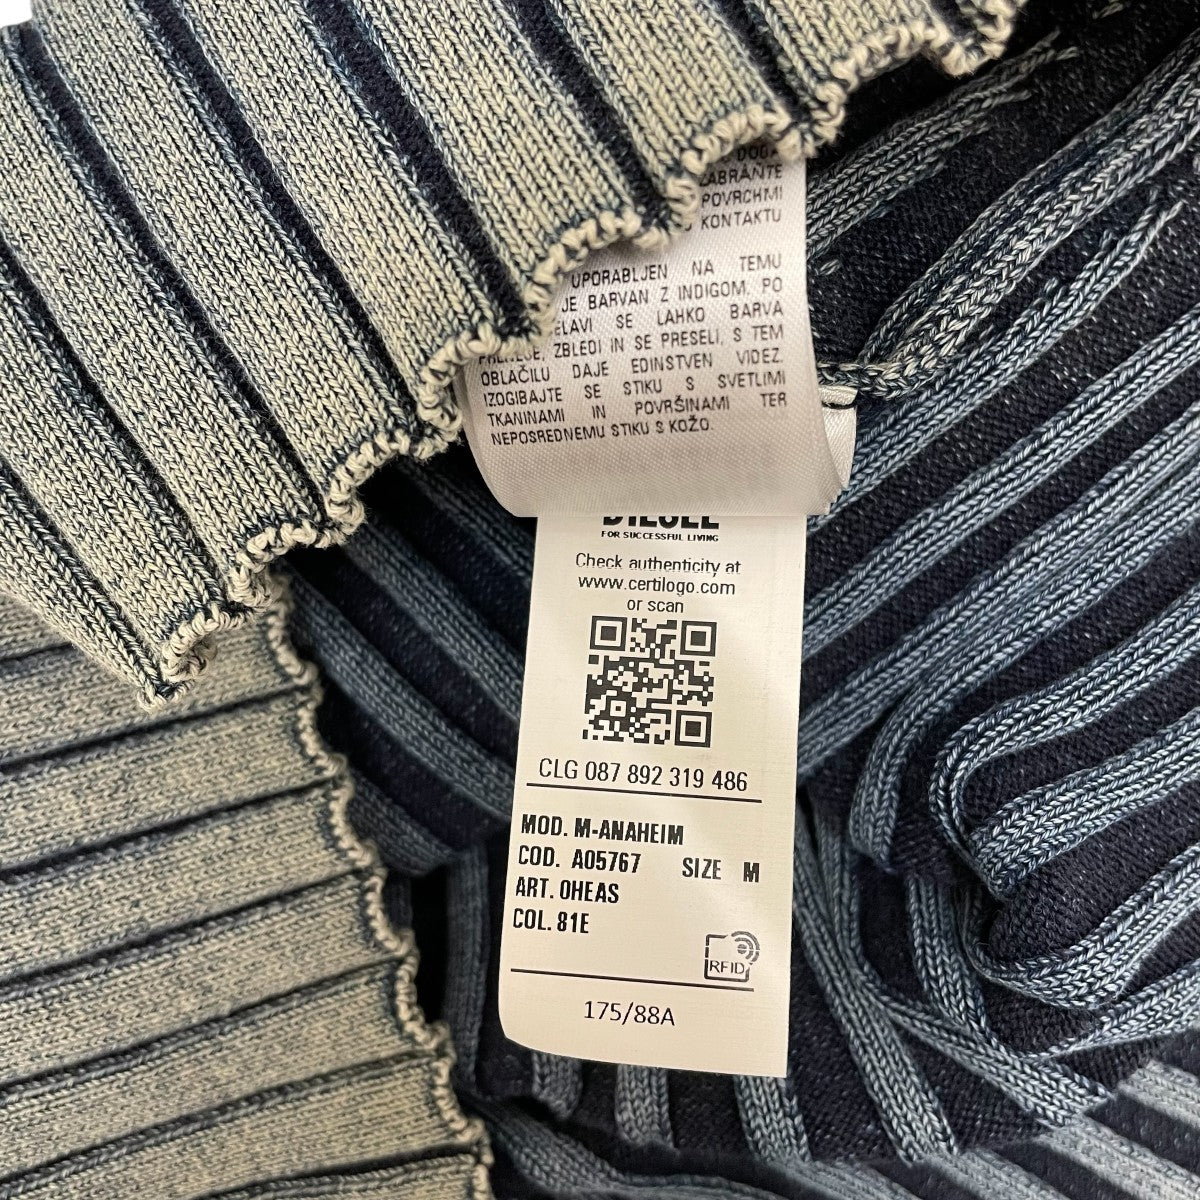 ZABRAŇTE
POVRCHMI
KONTAKTU
UPORABLJEN NA TEMU
JE BARVAN Z INDIGOM, PO
SE LAHKO BARVA
ZBLEDI IN SE PRESELI, S TEM
OBLAČILU DAJE EDINSTVEN VIDEZ.
IZOGIBAJTE SE STIKU S SVETLIMI
TKANINAMI IN POVRŠINAMI TER
NEPOSREDNEMU STIKU S KOŽO.
DIESEL
FOR SUCCESSFUL LIVING
Check authenticity at
www.certilogo.com
or scan
CLG 087 892 319 486
MOD. M-ANAHEIM
COD. A05767 SIZE M
ART. OHEAS
COL. 81E
RFID
175/88A